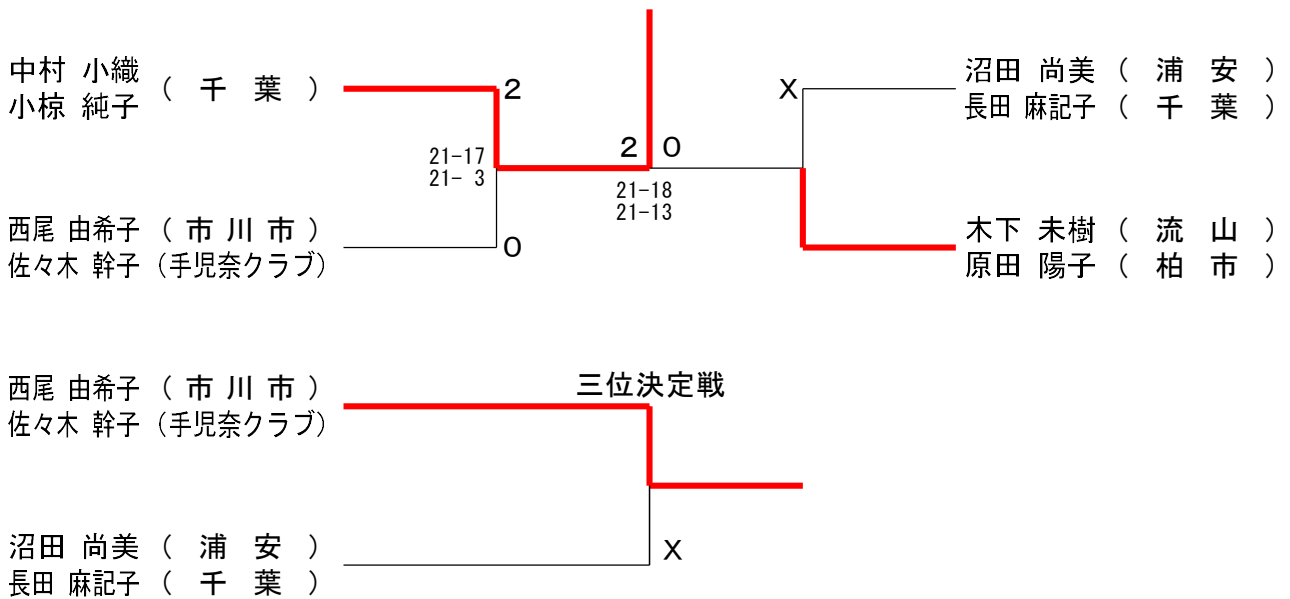 中村 小織
小椋 純子
( 千 葉 )
2
X
沼田 尚美 ( 浦 安 )
長田 麻記子 ( 千 葉 )
21-17
21- 3
2 0
21-18
21-13
西尾 由希子 ( 市 川 市 )
佐々木 幹子 (手児奈クラブ)
0
木下 未樹 ( 流 山 )
原田 陽子 ( 柏 市 )
三位決定戦
西尾 由希子 ( 市 川 市 )
佐々木 幹子 (手児奈クラブ)
沼田 尚美 ( 浦 安 )
長田 麻記子 ( 千 葉 )
X